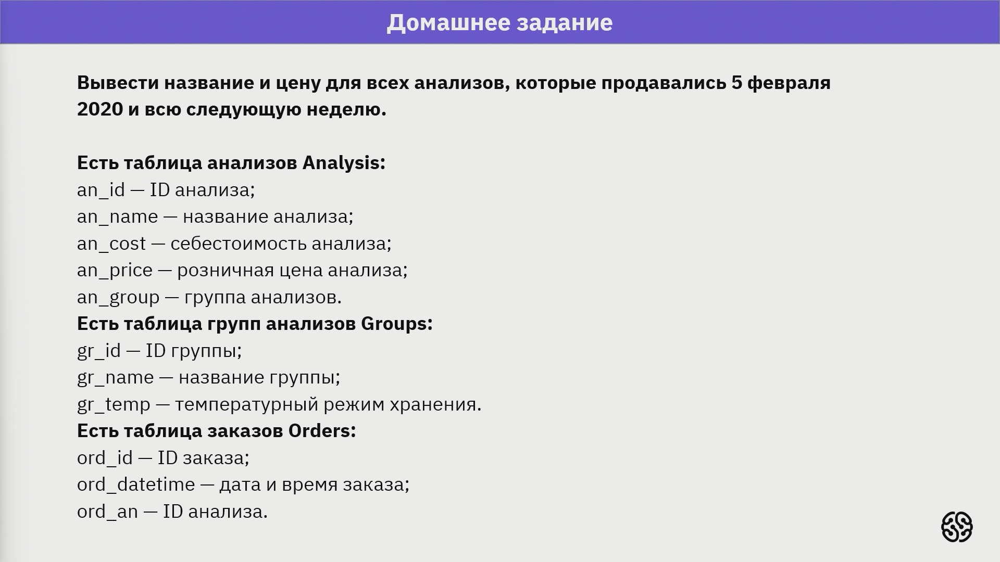 Домашнее задание
Вывести название и цену для всех анализов, которые продавались 5 февраля
2020 и всю следующую неделю.
Есть таблица анализов Analysis:
an_id — ID анализа;
an_name — название анализа;
an_cost — себестоимость анализа;
an_price — розничная цена анализа;
an_group — группа анализов.
Есть таблица групп анализов Groups:
gr_id — ID группы;
gr_name — название группы;
gr_temp — температурный режим хранения.
Есть таблица заказов Orders:
ord_id — ID заказа;
ord_datetime — дата и время заказа;
ord_an — ID анализа.